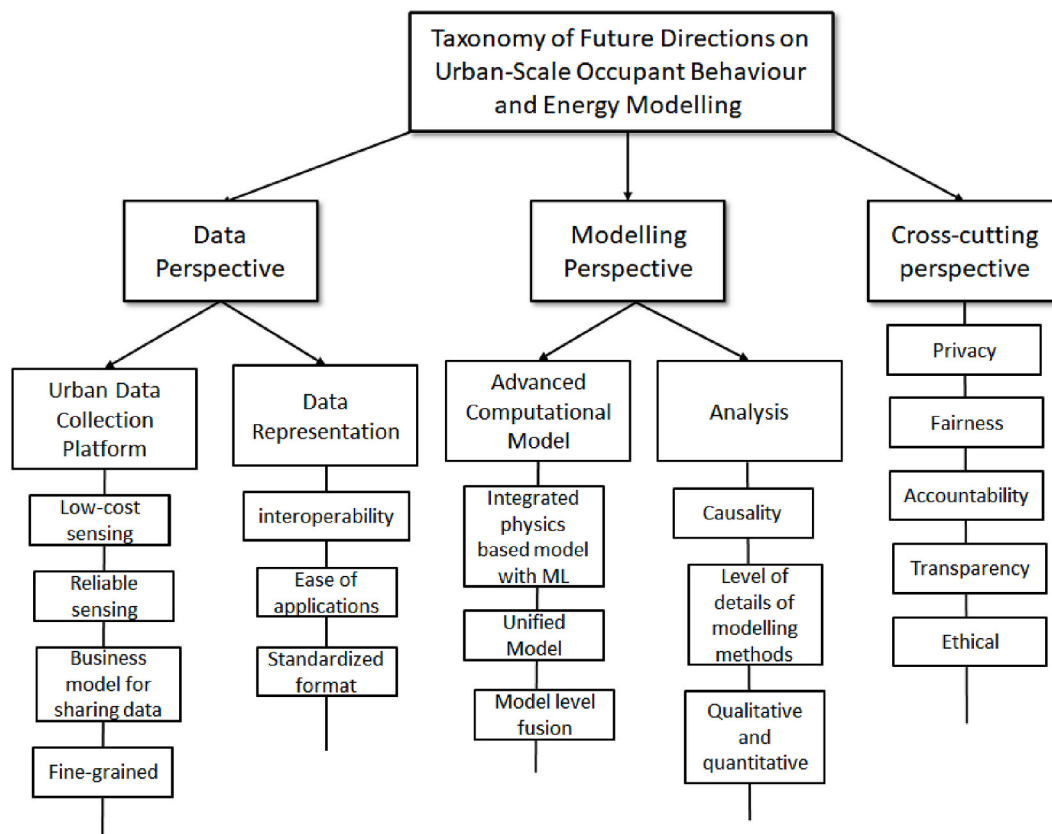 Taxonomy of Future Directions on
Urban-Scale Occupant Behaviour
and Energy Modelling
Data
Perspective
Modelling
Perspective
Cross-cutting
perspective
Urban Data
Collection
Platform
Low-cost
sensing
Reliable
sensing
Business
model for
sharing data
Fine-grained
Data
Representation
interoperability
Ease of
applications
Standardized
format
Advanced
Computational
Model
Integrated
physics
based model
with ML
Unified
Model
Model level
fusion
Analysis
Causality
Level of
details of
modelling
methods
Qualitative
and
quantitative
Privacy
Fairness
Accountability
Transparency
Ethical